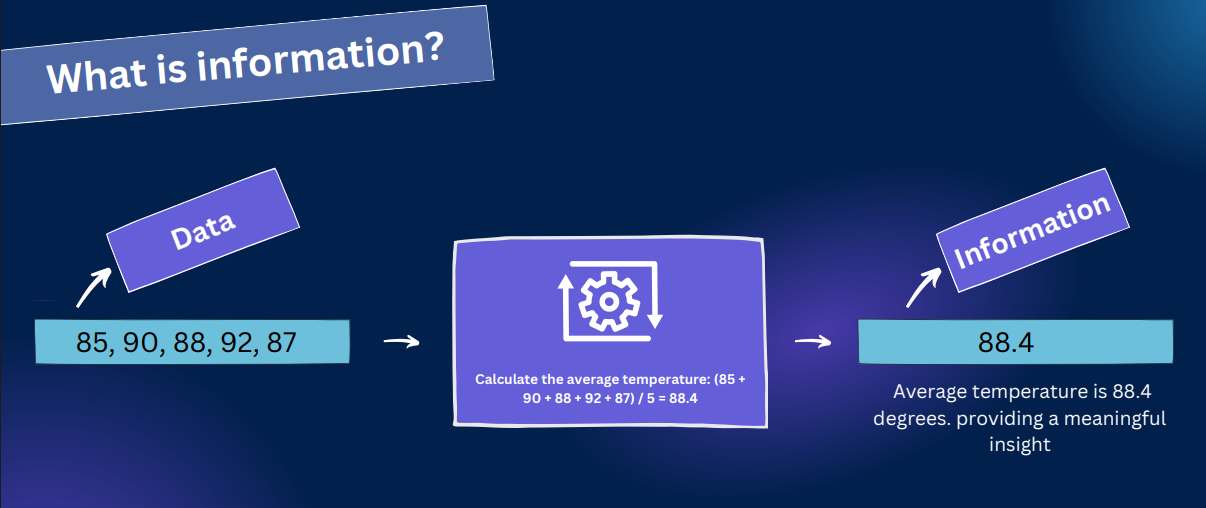 What is information?
Data
85, 90, 88, 92, 87
Calculate the average temperature: (85 +
90 + 88 + 92 + 87) / 5 = 88.4
Information
88.4
Average temperature is 88.4
degrees. providing a meaningful
insight